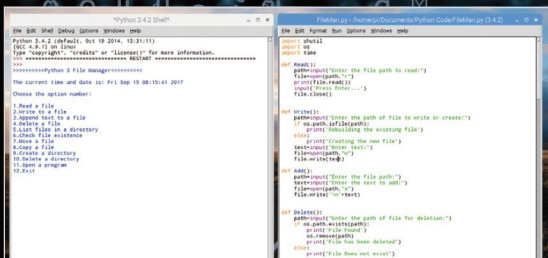 *Python 3.4.2 Shell*
File Edit Shell Debug Options Windows Help
Python 3.4.2 (default, Oct 19 2014, 13:31:11)
[GCC 4.9.1] on linux
Type "copyright", "credits" or "license()" for more information.
>>> ================================ RESTART ================================
>>>
>>>>>>>>>>Python 3 File Manager<<<<<<<<<<
The current time and date is: Fri Sep 15 08:15:41 2017
Choose the option number:
1.Read a file
2.Write to a file
3.Append text to a file
4.Delete a file
5.List files in a directory
6.Check file existence
7.Move a file
8.Copy a file
9.Create a directory
10.Delete a directory
11.Open a program
12.Exit
FileMan.py - /home/pi/Documents/Python Code/FileMan.py (3.4.2)
File Edit Format Run Options Windows Help
import shutil
import os
import time
def Read():
path=input("Enter the file path to read:")
file=open(path,"r")
print(file.read())
input('Press Enter...')
file.close()
def Write():
path=input("Enter the path of file to write or create:")
if os.path.isfile(path):
print('Rebuilding the existing file')
else:
print('Creating the new file')
text=input("Enter text:")
file=open(path,"w")
file.write(text)
def Add():
path=input("Enter the file path:")
text=input("Enter the text to add:")
file=open(path,"a")
file.write('\n'+text)
def Delete():
path=input("Enter the path of file for deletion:")
if os.path.exists(path):
print('File Found')
os.remove(path)
print('File has been deleted')
else:
print('File Does not exist')